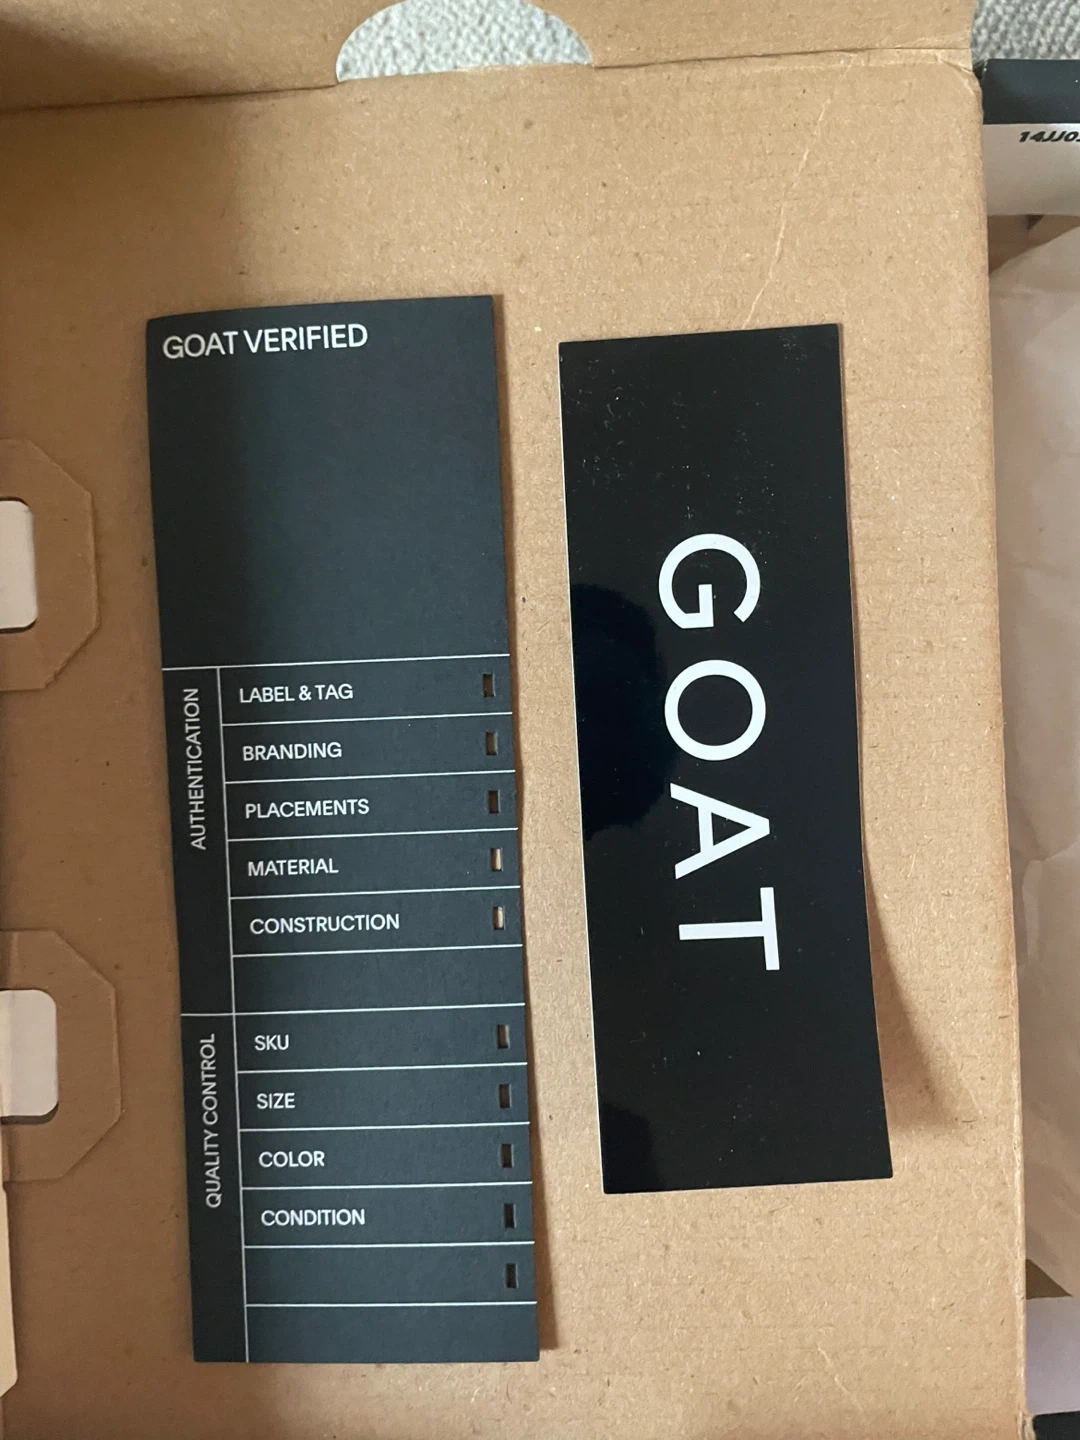 GOAT VERIFIED
AUTHENTICATION
LABEL & TAG
BRANDING
PLACEMENTS
MATERIAL
CONSTRUCTION
QUALITY CONTROL
SKU
SIZE
COLOR
CONDITION
GOAT